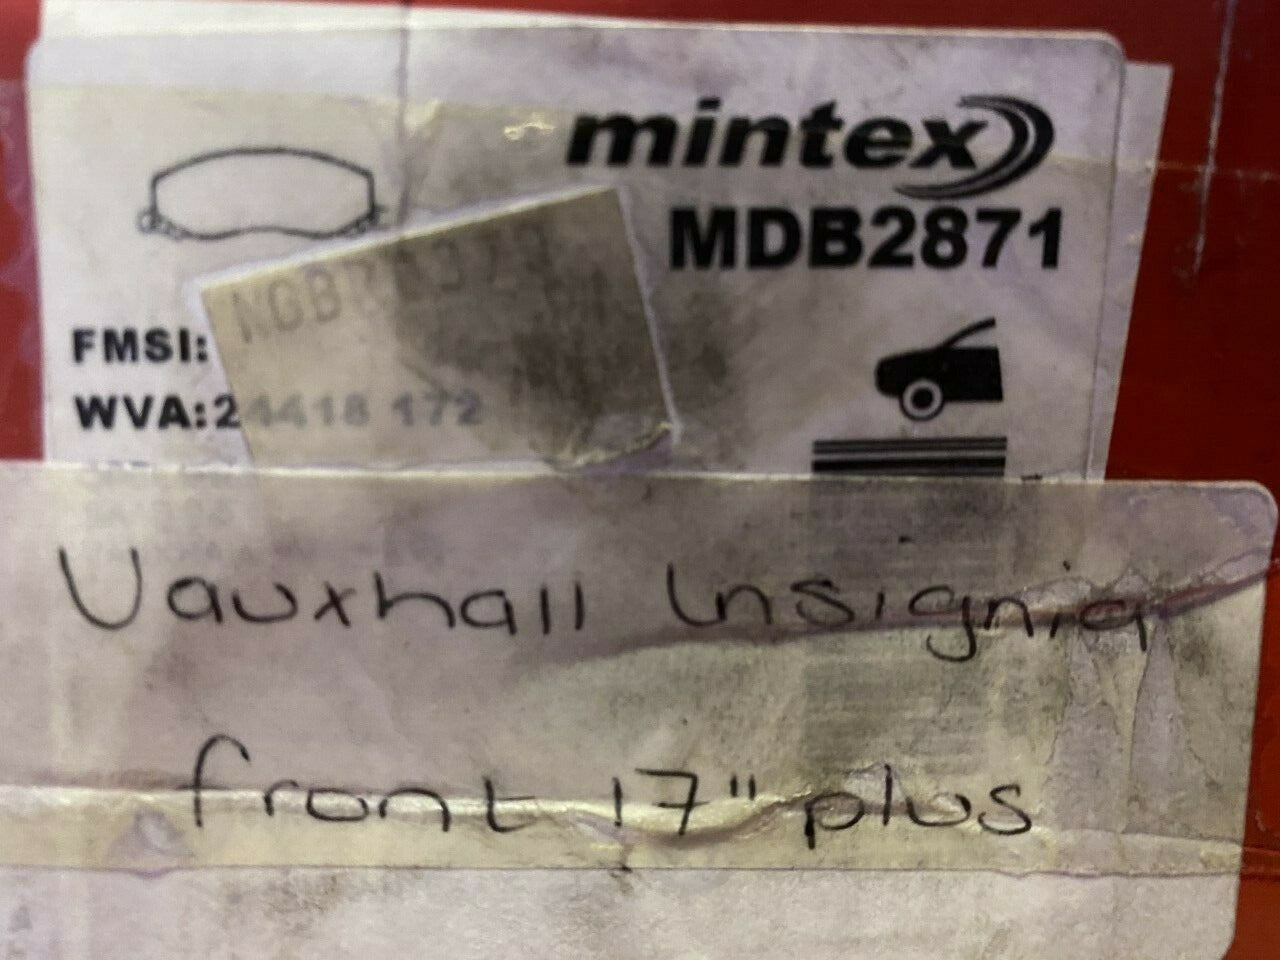 mintex
MDB2871
FMSI:
WVA:24418 172
Vauxhall Insignia
front 17" plus